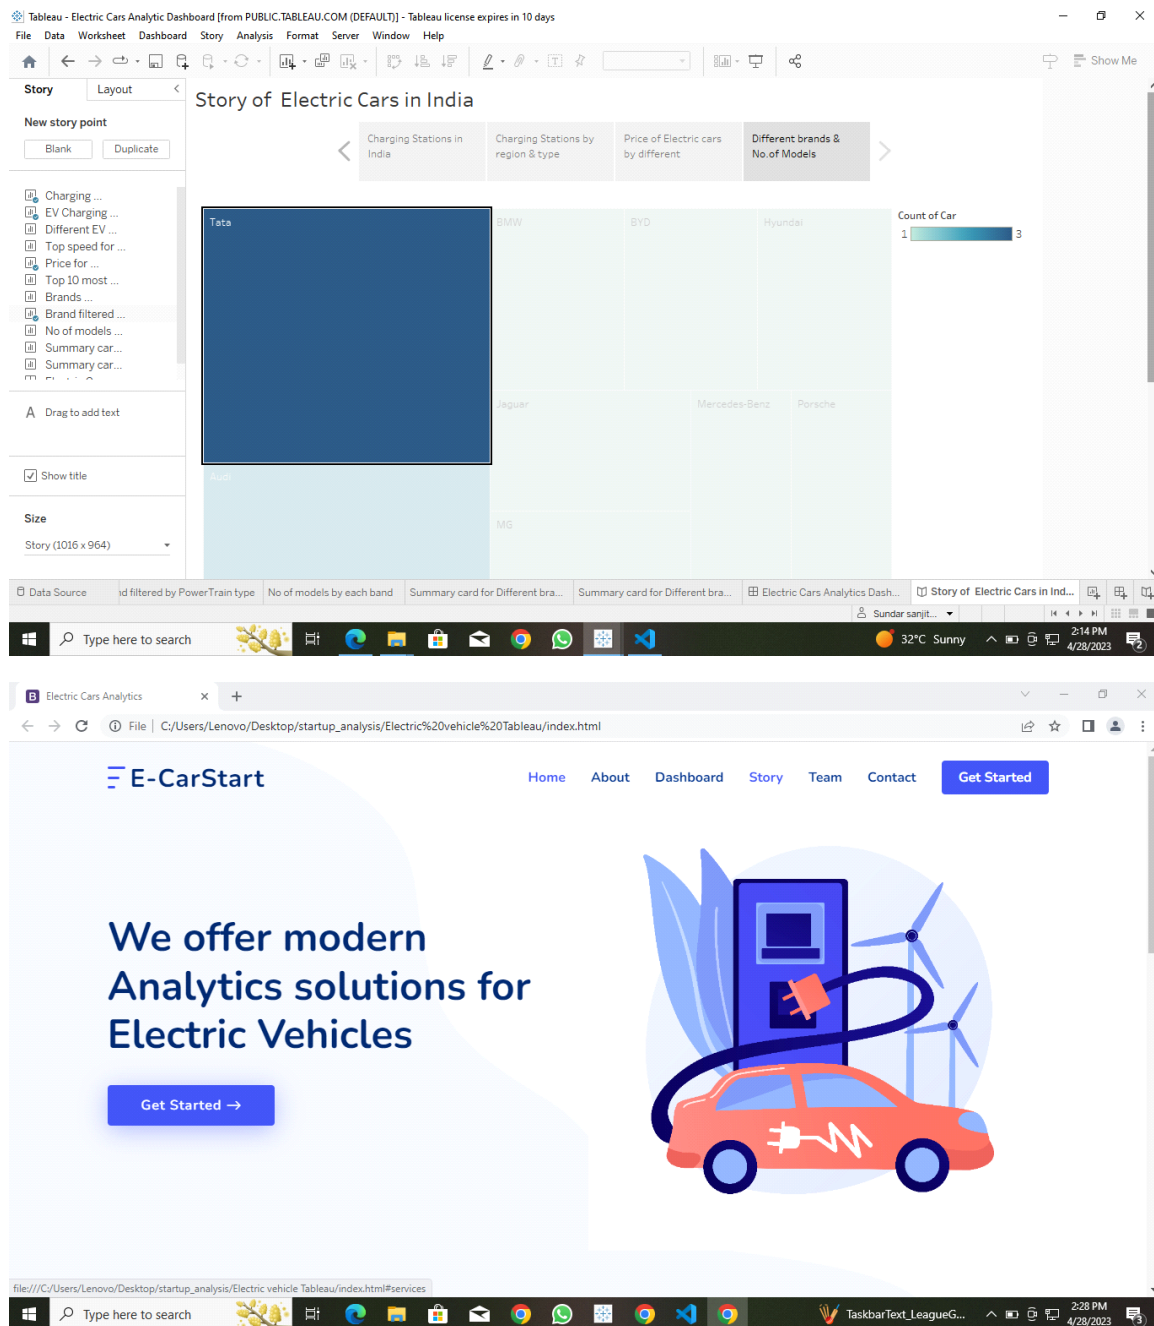 Tableau - Electric Cars Analytic Dashboard [from PUBLIC.TABLEAU.COM (DEFAULT)] - Tableau license expires in 10 days
File Data Worksheet Dashboard Story Analysis Format Server Window Help
Show Me
Story Layout
Story of Electric Cars in India
New story point
Blank Duplicate
Charging Stations in India
Charging Stations by region & type
Price of Electric cars by different
Different brands & No.of Models
Charging ...
EV Charging ...
Different EV ...
Top speed for ...
Price for ...
Top 10 most ...
Brands ...
Brand filtered ...
No of models ...
Summary car...
Summary car...
Drag to add text
Show title
Size
Story (1016 x 964)
Tata
BMW
BYD
Hyundai
Jaguar
Mercedes-Benz
Porsche
Audi
MG
Count of Car
1 3
Data Source
nd filtered by PowerTrain type
No of models by each band
Summary card for Different bra...
Summary card for Different bra...
Electric Cars Analytics Dash...
Story of Electric Cars in Ind...
Sundar sanjit...
Type here to search
32°C Sunny
2:14 PM
4/28/2023
2
Electric Cars Analytics
File C:/Users/Lenovo/Desktop/startup_analysis/Electric%20vehicle%20Tableau/index.html
E-CarStart
Home About Dashboard Story Team Contact Get Started
We offer modern
Analytics solutions for
Electric Vehicles
Get Started →
file:///C:/Users/Lenovo/Desktop/startup_analysis/Electric vehicle Tableau/index.html#services
Type here to search
TaskbarText_LeagueG...
2:28 PM
4/28/2023
3